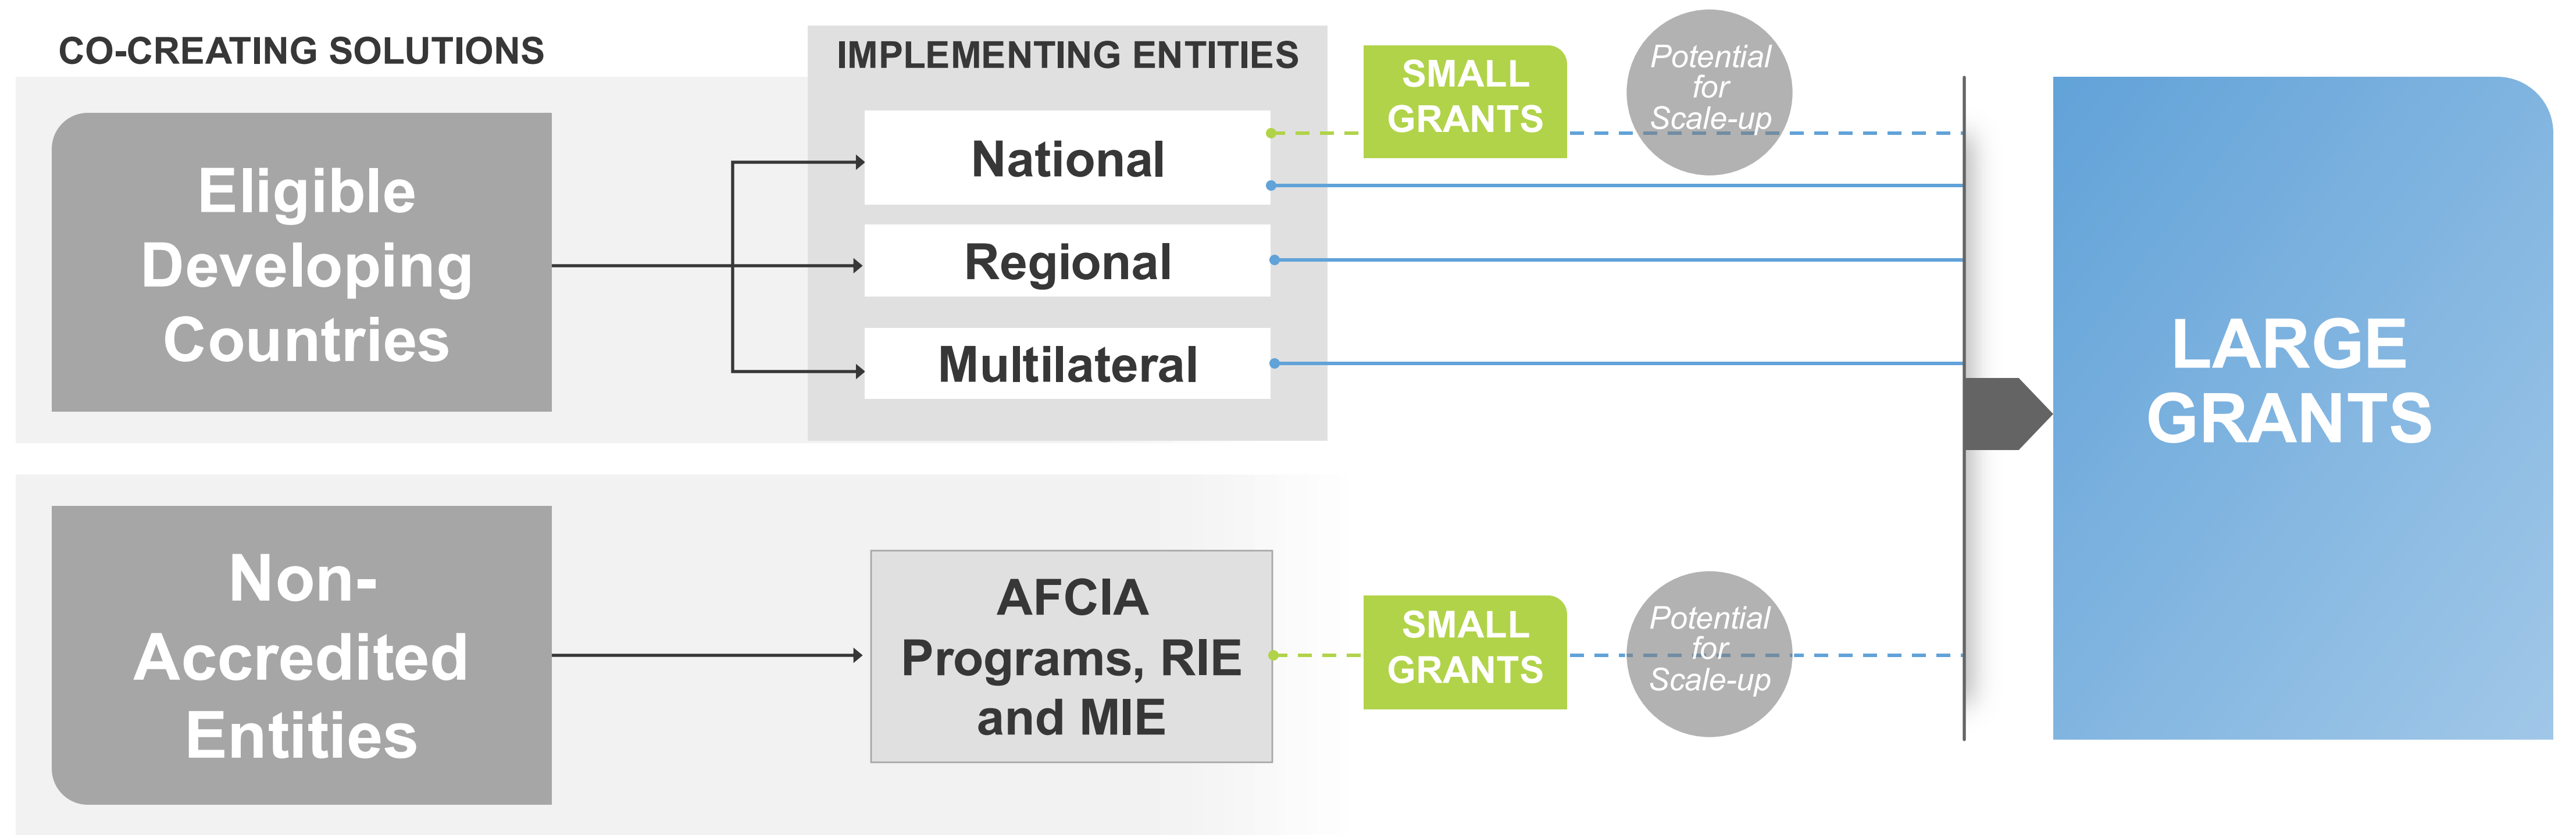 CO-CREATING SOLUTIONS
Eligible
Developing
Countries
IMPLEMENTING ENTITIES
National
Regional
Multilateral
SMALL
GRANTS
Potential
for
Scale-up
Non-
Accredited
Entities
AFCIA
Programs, RIE
and MIE
SMALL
GRANTS
Potential
for
Scale-up
LARGE
GRANTS